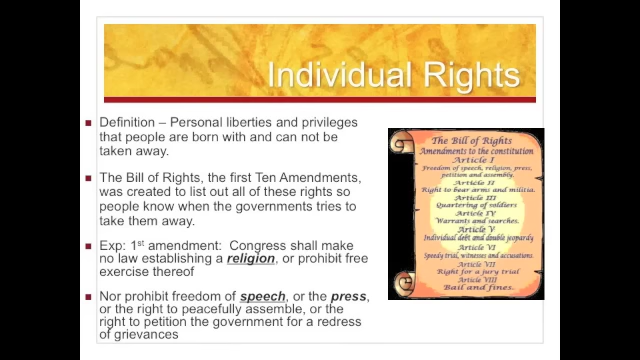 Individual Rights
Definition – Personal liberties and privileges
that people are born with and can not be
taken away.
The Bill of Rights, the first Ten Amendments,
was created to list out all of these rights so
people know when the governments tries to
take them away.
Exp: 1st amendment: Congress shall make
no law establishing a religion, or prohibit free
exercise thereof
Nor prohibit freedom of speech, or the press,
or the right to peacefully assemble, or the
right to petition the government for a redress
of grievances
The Bill of Rights
Amendments to the constitution
Article I
Freedom of speech, religion, press,
petition and assembly.
Article II
Right to bear arms and militia.
Article III
Quartering of soldiers
Article IV
Warrants and searches.
Article V
Individual debt and double jeopardy
Article VI
Speedy trial, witnesses and accusations.
Article VII
Right for a jury trial
Article VIII
Bail and fines.